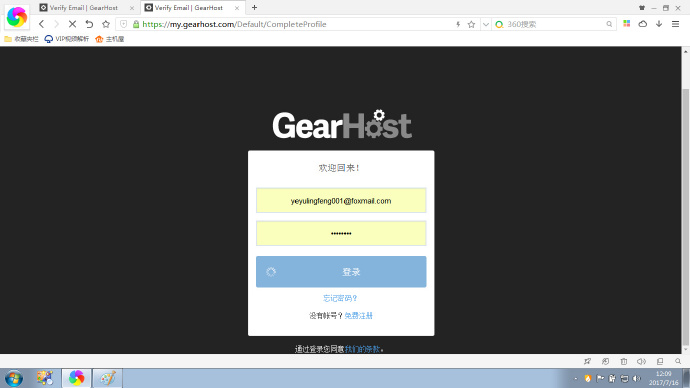 Verify Email | GearHost
Verify Email | GearHost
https://my.gearhost.com/Default/CompleteProfile
360搜索
收藏夹栏
VIP视频解析
主机屋
GearHost
欢迎回来!
yeyulingfeng001@foxmail.com
••••••••
登录
忘记密码?
没有帐号?免费注册
通过登录您同意我们的条款。
12:09
2017/7/16